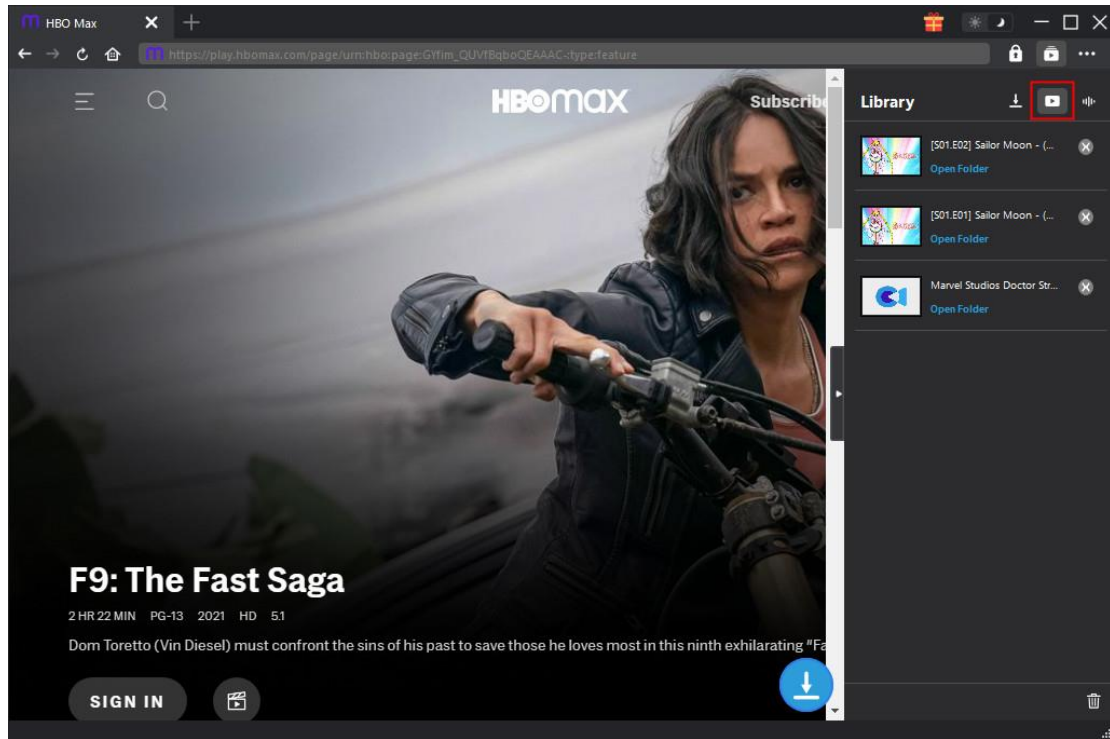 HBO Max
https://play.hbomax.com/page/urn:hbo:page:GYfim_QUVfBqboQEAAAC-:type:feature
HBOMAX
Subscribe
Library
[S01.E02] Sailor Moon - (...
Open Folder
[S01.E01] Sailor Moon - (...
Open Folder
Marvel Studios Doctor Str...
Open Folder
F9: The Fast Saga
2 HR 22 MIN PG-13 2021 HD 5.1
Dom Toretto (Vin Diesel) must confront the sins of his past to save those he loves most in this ninth exhilarating "Fa
SIGN IN